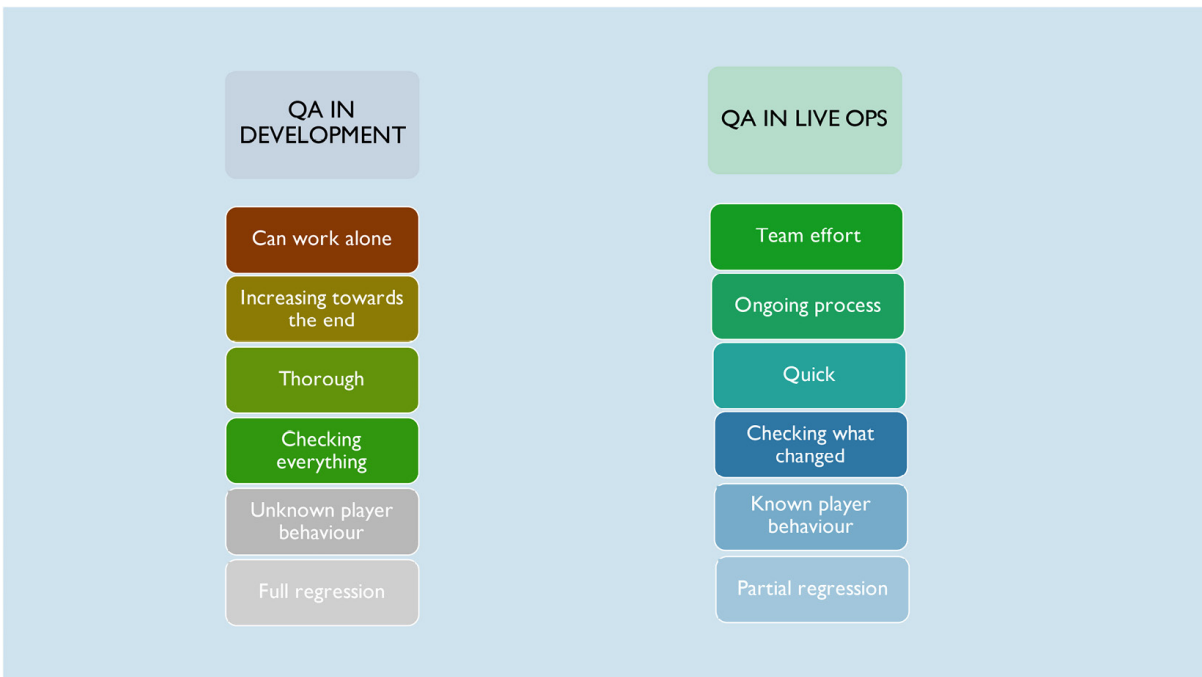 QA IN
DEVELOPMENT
Can work alone
Increasing towards
the end
Thorough
Checking
everything
Unknown player
behaviour
Full regression
QA IN LIVE OPS
Team effort
Ongoing process
Quick
Checking what
changed
Known player
behaviour
Partial regression